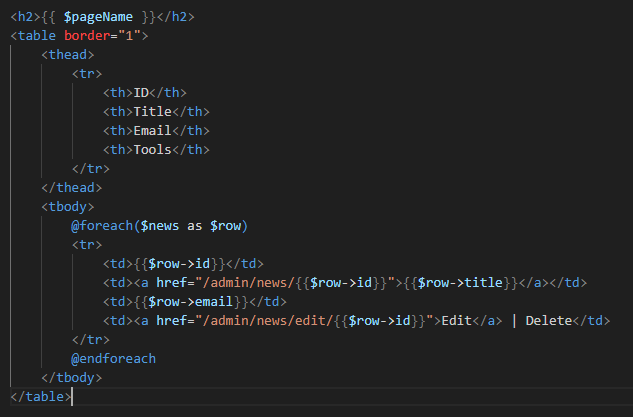 <h2>{{ $pageName }}</h2>
<table border="1">
    <thead>
        <tr>
            <th>ID</th>
            <th>Title</th>
            <th>Email</th>
            <th>Tools</th>
        </tr>
    </thead>
    <tbody>
        @foreach($news as $row)
        <tr>
            <td>{{$row->id}}</td>
            <td><a href="/admin/news/{{$row->id}}">{{$row->title}}</a></td>
            <td>{{$row->email}}</td>
            <td><a href="/admin/news/edit/{{$row->id}}">Edit</a> | Delete</td>
        </tr>
        @endforeach
    </tbody>
</table>